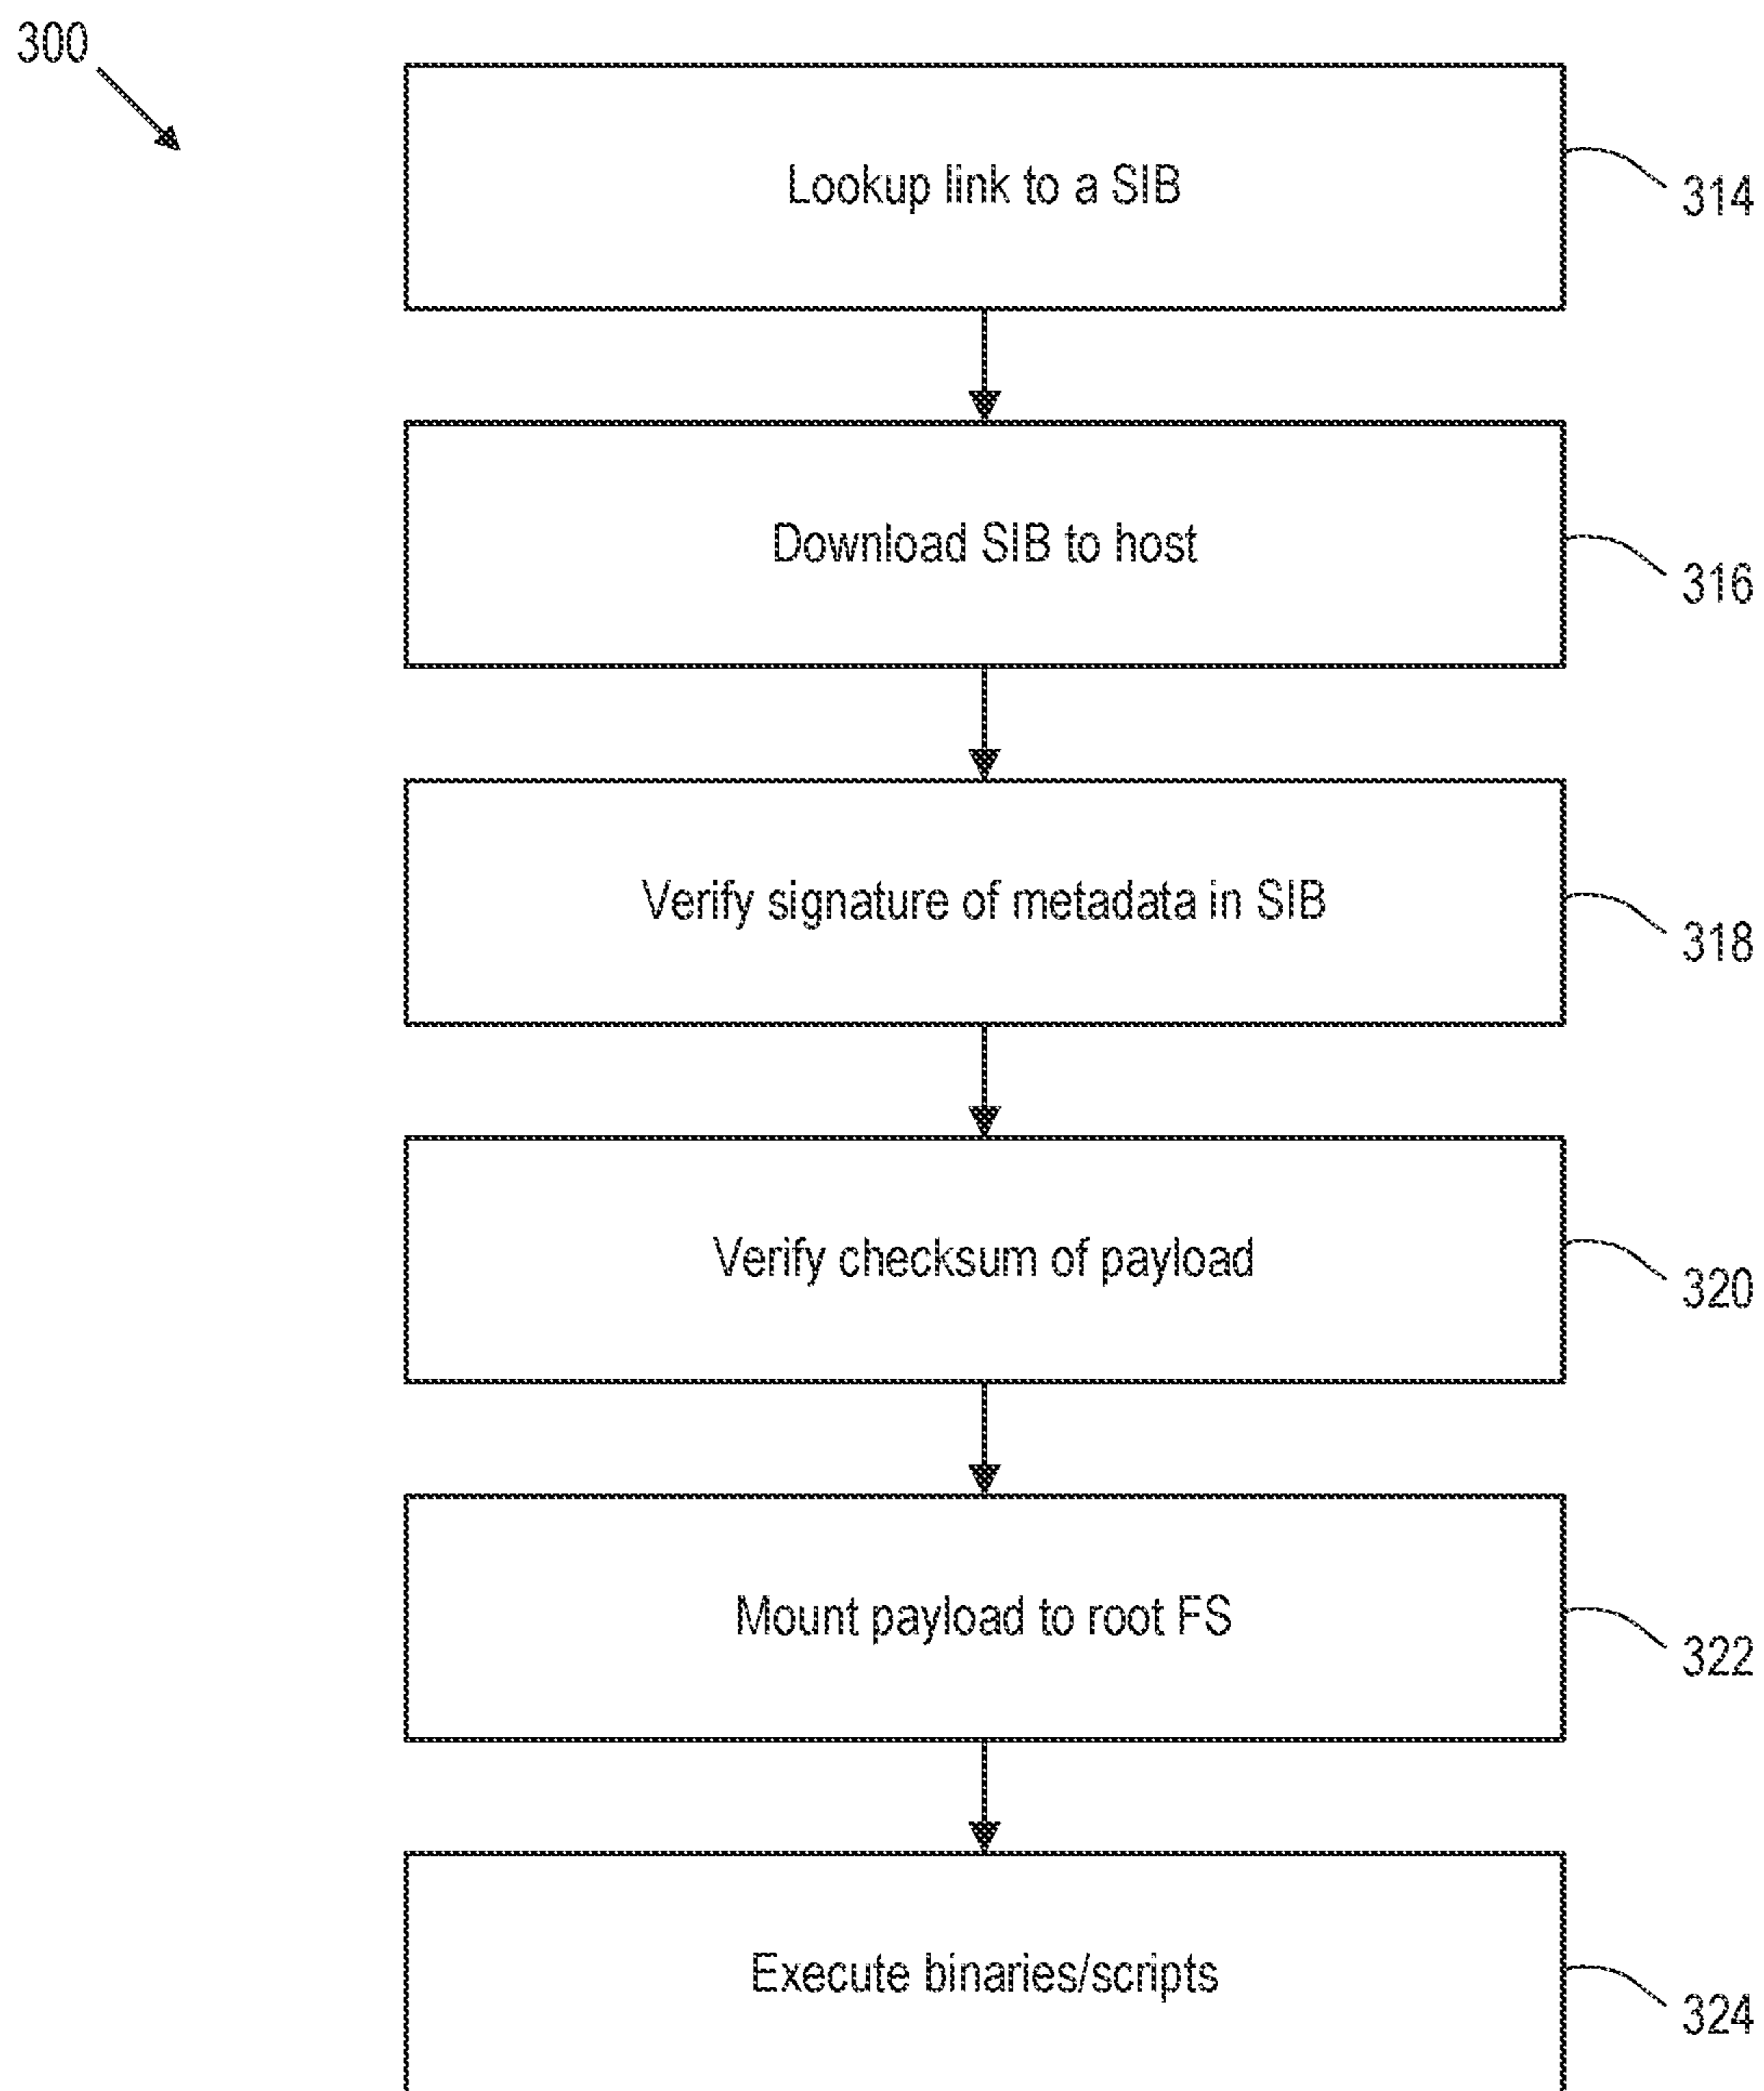 300
Lookup link to a SIB
314
Download SIB to host
316
Verify signature of metadata in SIB
318
Verify checksum of payload
320
Mount payload to root FS
322
Execute binaries/scripts
324